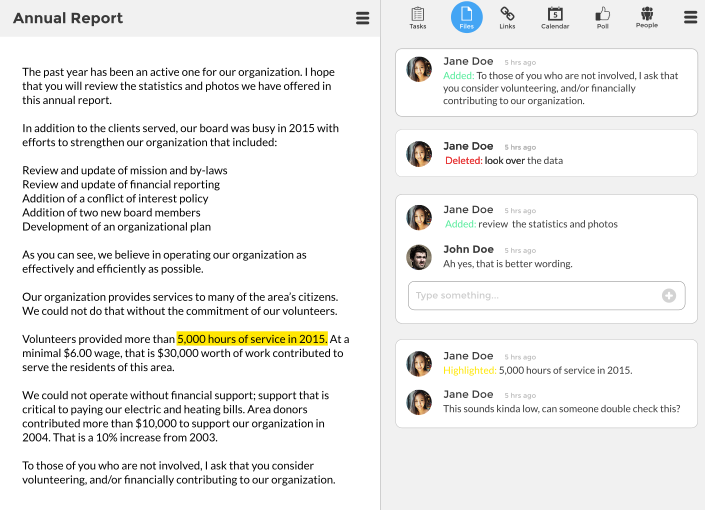 Annual Report
The past year has been an active one for our organization. I hope
that you will review the statistics and photos we have offered in
this annual report.
In addition to the clients served, our board was busy in 2015 with
efforts to strengthen our organization that included:
Review and update of mission and by-laws
Review and update of financial reporting
Addition of a conflict of interest policy
Addition of two new board members
Development of an organizational plan
As you can see, we believe in operating our organization as
effectively and efficiently as possible.
Our organization provides services to many of the area's citizens.
We could not do that without the commitment of our volunteers.
Volunteers provided more than 5,000 hours of service in 2015. At a
minimal $6.00 wage, that is $30,000 worth of work contributed to
serve the residents of this area.
We could not operate without financial support; support that is
critical to paying our electric and heating bills. Area donors
contributed more than $10,000 to support our organization in
2004. That is a 10% increase from 2003.
To those of you who are not involved, I ask that you consider
volunteering, and/or financially contributing to our organization.
Tasks Files Links 5 Calendar Poll People
Jane Doe 5 hrs ago
Added: To those of you who are not involved, I ask that
you consider volunteering, and/or financially
contributing to our organization.
Jane Doe 5 hrs ago
Deleted: look over the data
Jane Doe 5 hrs ago
Added: review the statistics and photos
John Doe 5 hrs ago
Ah yes, that is better wording.
Type something...
Jane Doe 5 hrs ago
Highlighted: 5,000 hours of service in 2015.
Jane Doe 5 hrs ago
This sounds kinda low, can someone double check this?